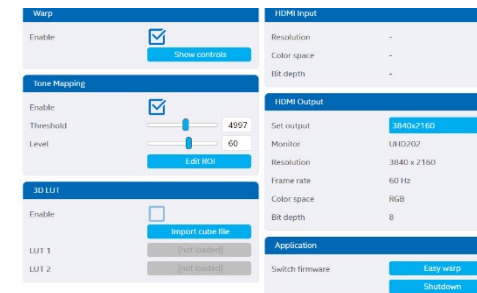 Warp
Enable
Show controls
Tone Mapping
Enable
Threshold 4997
Level 60
Edit ROI
3D LUT
Enable
Import cube file
LUT 1 [not loaded]
LUT 2 [not loaded]
HDMI Input
Resolution -
Color space -
Bit depth -
HDMI Output
Set output 3840x2160
Monitor UHD202
Resolution 3840 x 2160
Frame rate 60 Hz
Color space RGB
Bit depth 8
Application
Switch firmware Easy warp
Shutdown